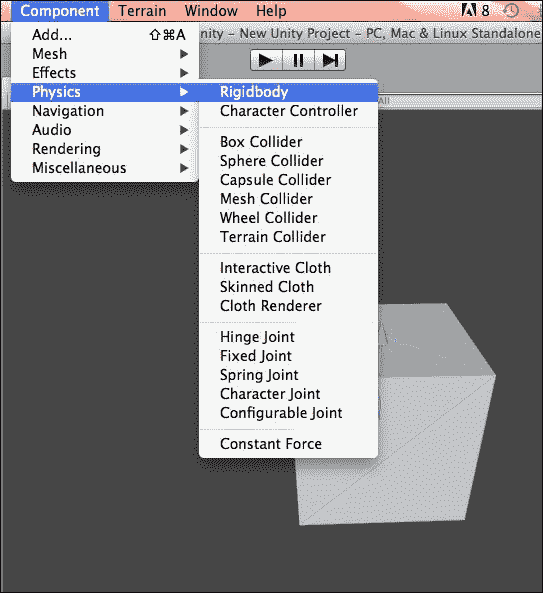 Component Terrain Window Help 8
Add... ⇧⌘A
nity - New Unity Project - PC, Mac & Linux Standalone
Mesh
Effects
Physics
Navigation
Audio
Rendering
Miscellaneous
Rigidbody
All
Character Controller
Box Collider
Sphere Collider
Capsule Collider
Mesh Collider
Wheel Collider
Terrain Collider
Interactive Cloth
Skinned Cloth
Cloth Renderer
Hinge Joint
Fixed Joint
Spring Joint
Character Joint
Configurable Joint
Constant Force